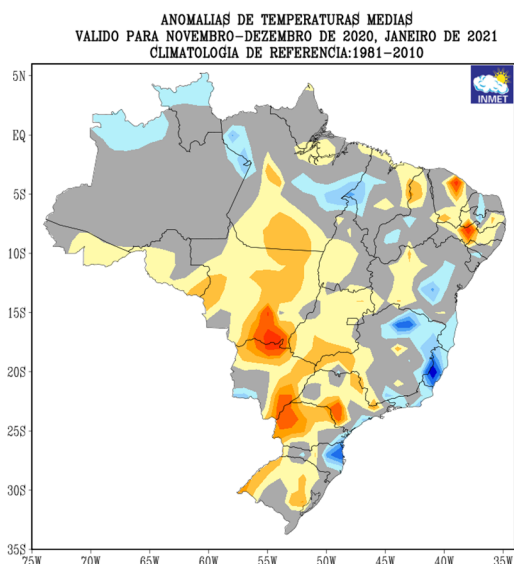 ANOMALIAS DE TEMPERATURAS MEDIAS
VALIDO PARA NOVEMBRO-DEZEMBRO DE 2020, JANEIRO DE 2021
CLIMATOLOGIA DE REFERENCIA:1981-2010
INMET
5N
EQ
5S
10S
15S
20S
25S
30S
35S
75W 70W 65W 60W 55W 50W 45W 40W 35W